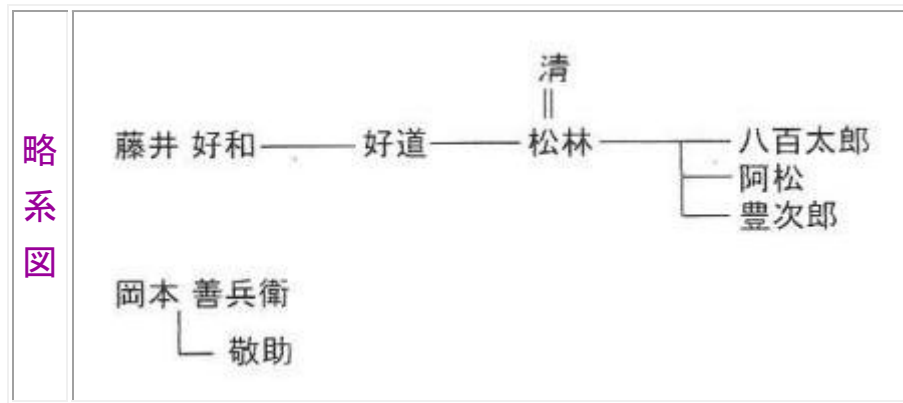 略系図
清
藤井 好和 好道 松林 八百太郎
阿松
豊次郎
岡本 善兵衛
敬助